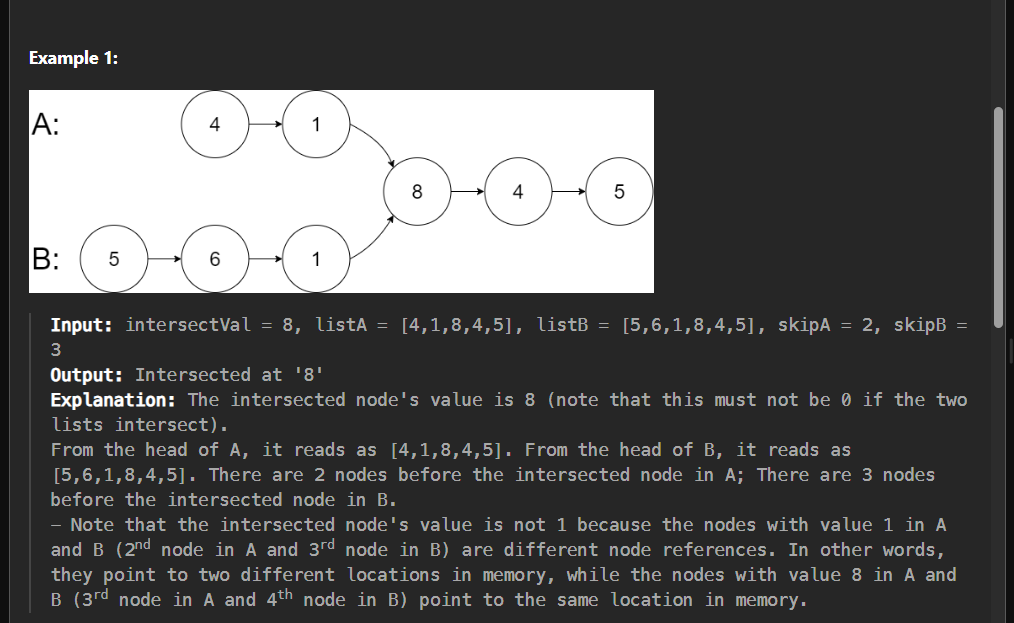 Example 1:
A:
4
1
8
4
5
B:
5
6
1
Input: intersectVal = 8, listA = [4,1,8,4,5], listB = [5,6,1,8,4,5], skipA = 2, skipB =
3
Output: Intersected at '8'
Explanation: The intersected node's value is 8 (note that this must not be 0 if the two
lists intersect).
From the head of A, it reads as [4,1,8,4,5]. From the head of B, it reads as
[5,6,1,8,4,5]. There are 2 nodes before the intersected node in A; There are 3 nodes
before the intersected node in B.
- Note that the intersected node's value is not 1 because the nodes with value 1 in A
and B (2nd node in A and 3rd node in B) are different node references. In other words,
they point to two different locations in memory, while the nodes with value 8 in A and
B (3rd node in A and 4th node in B) point to the same location in memory.